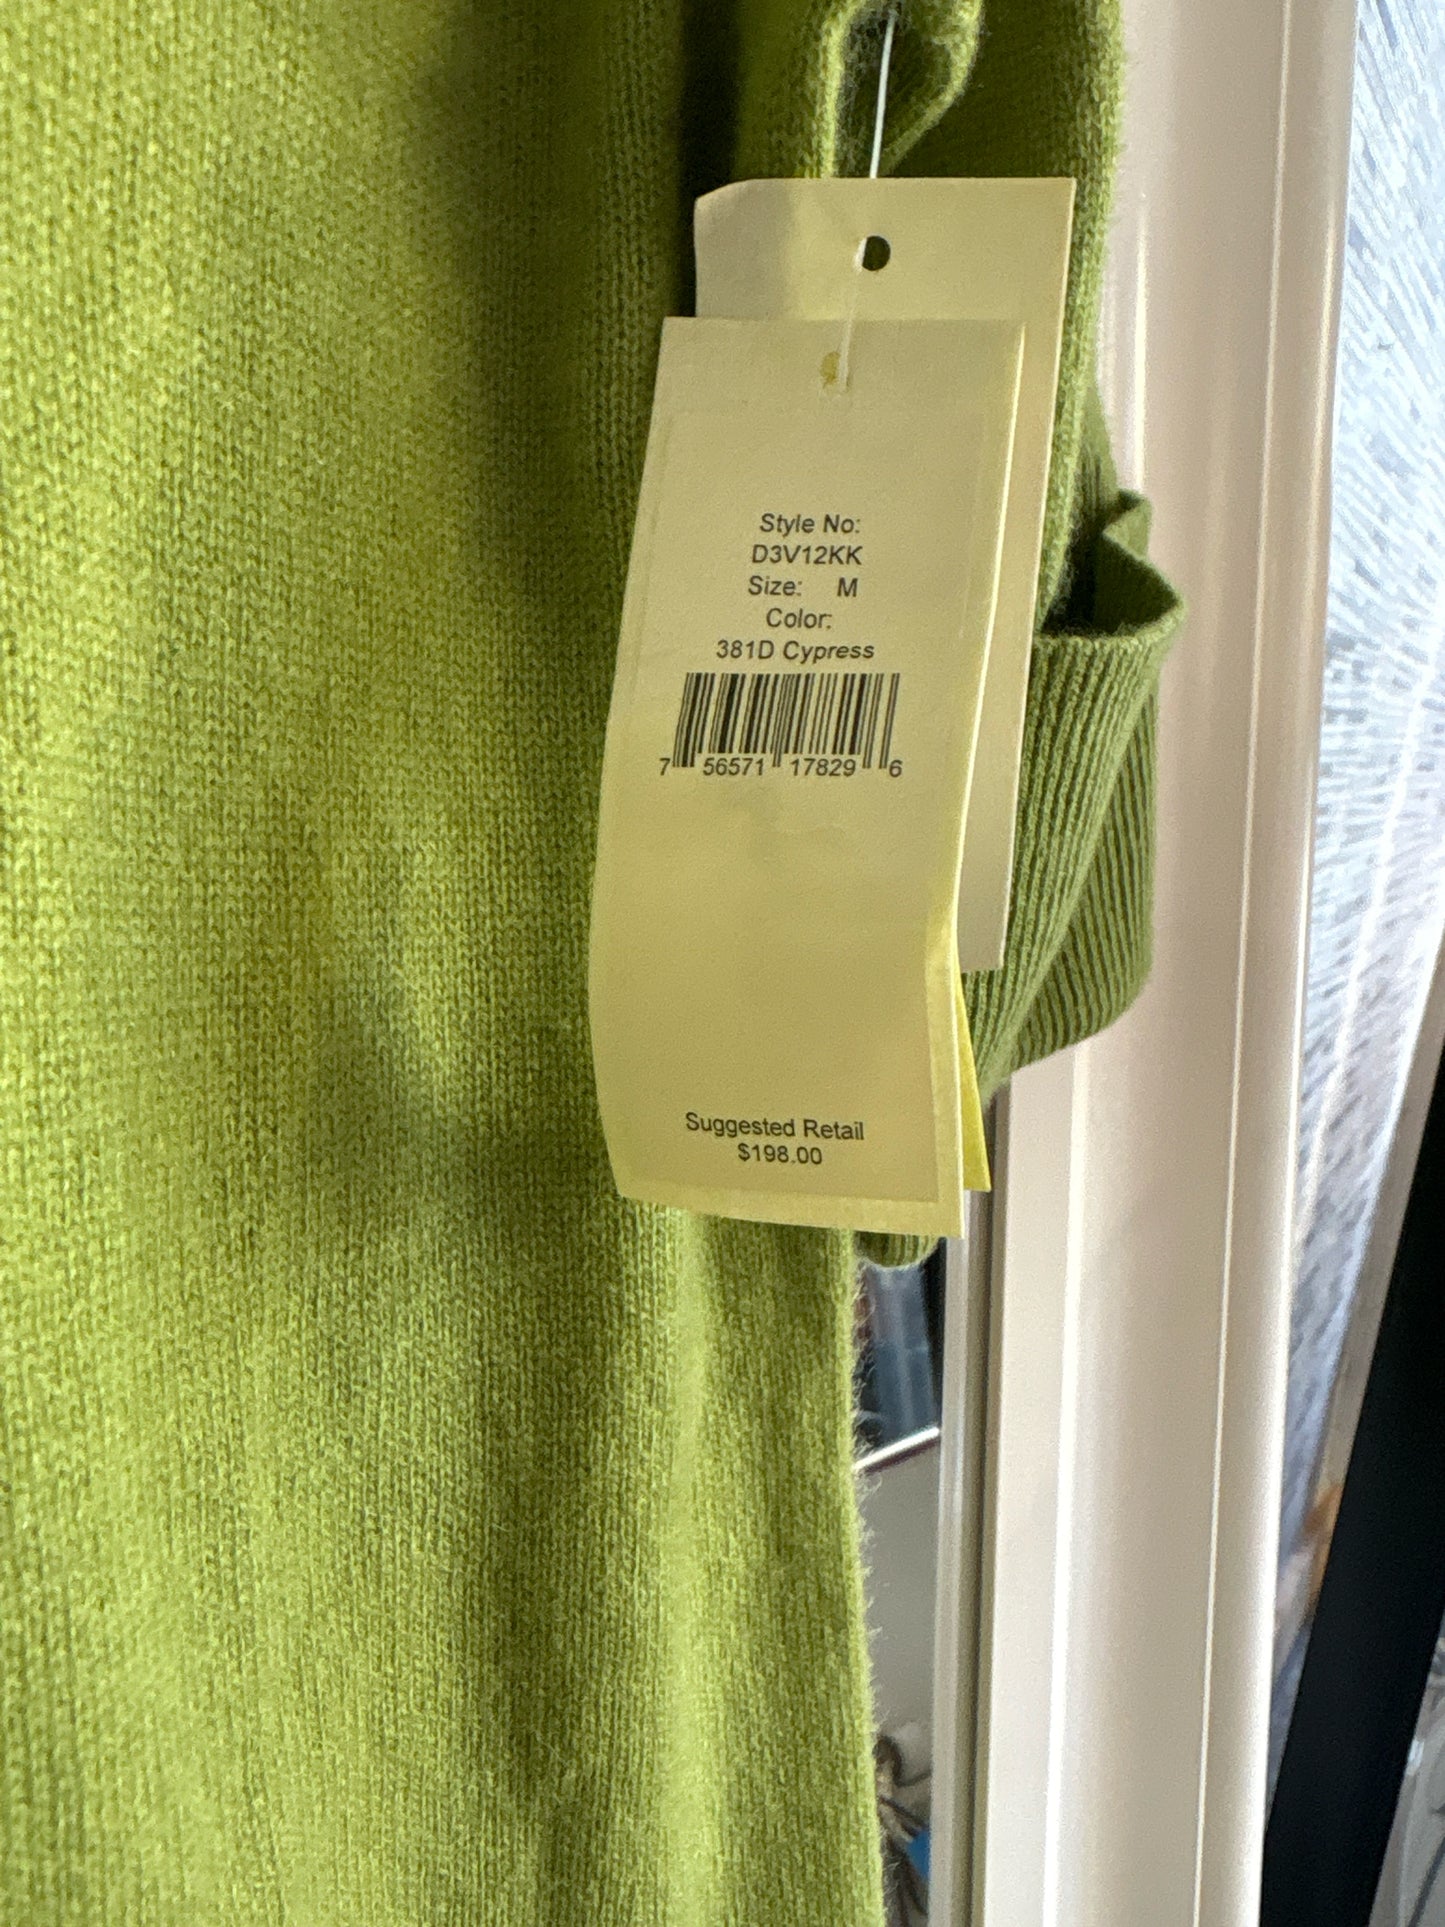 Style No:
D3V12KK
Size: M
Color:
381D Cypress
7 56571 17829 6
Suggested Retail
$198.00